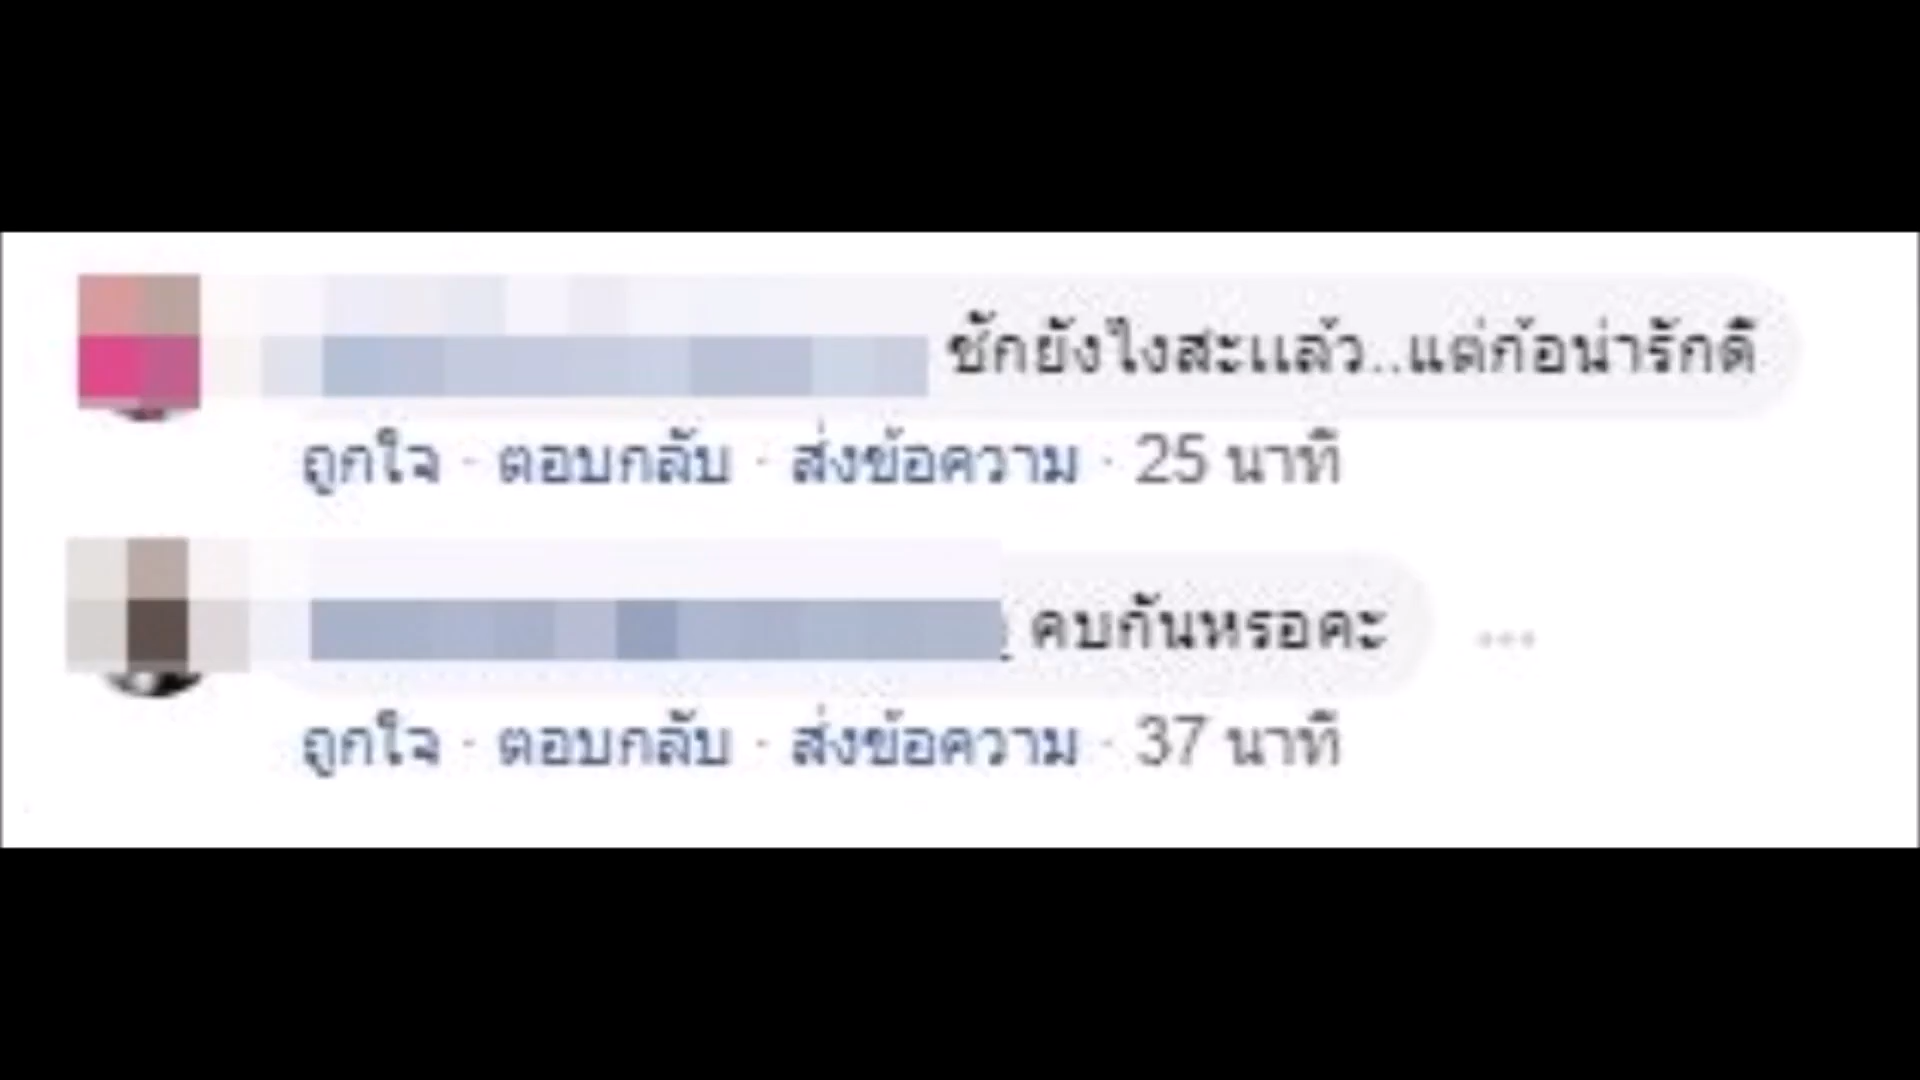 ชักยังไงสะแล้ว..แต่ก้อน่ารักดี
ถูกใจ · ตอบกลับ · ส่งข้อความ · 25 นาที
คบกันหรอคะ
ถูกใจ · ตอบกลับ · ส่งข้อความ · 37 นาที